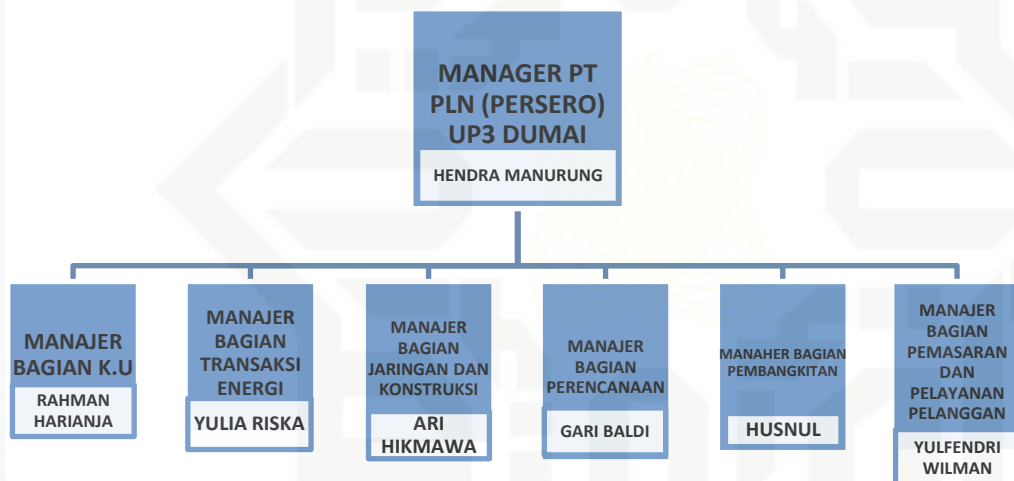 MANAGER PT
PLN (PERSERO)
UP3 DUMAI
HENDRA MANURUNG
MANAJER
BAGIAN K.U
RAHMAN
HARIANJA
MANAJER
BAGIAN
TRANSAKSI
ENERGI
YULIA RISKA
MANAJER
BAGIAN
JARINGAN DAN
KONSTRUKSI
ARI
HIKMAWA
MANAJER
BAGIAN
PERENCANAAN
GARI BALDI
MANAHER BAGIAN
PEMBANGKITAN
HUSNUL
MANAJER
BAGIAN
PEMASARAN
DAN
PELAYANAN
PELANGGAN
YULFENDRI
WILMAN